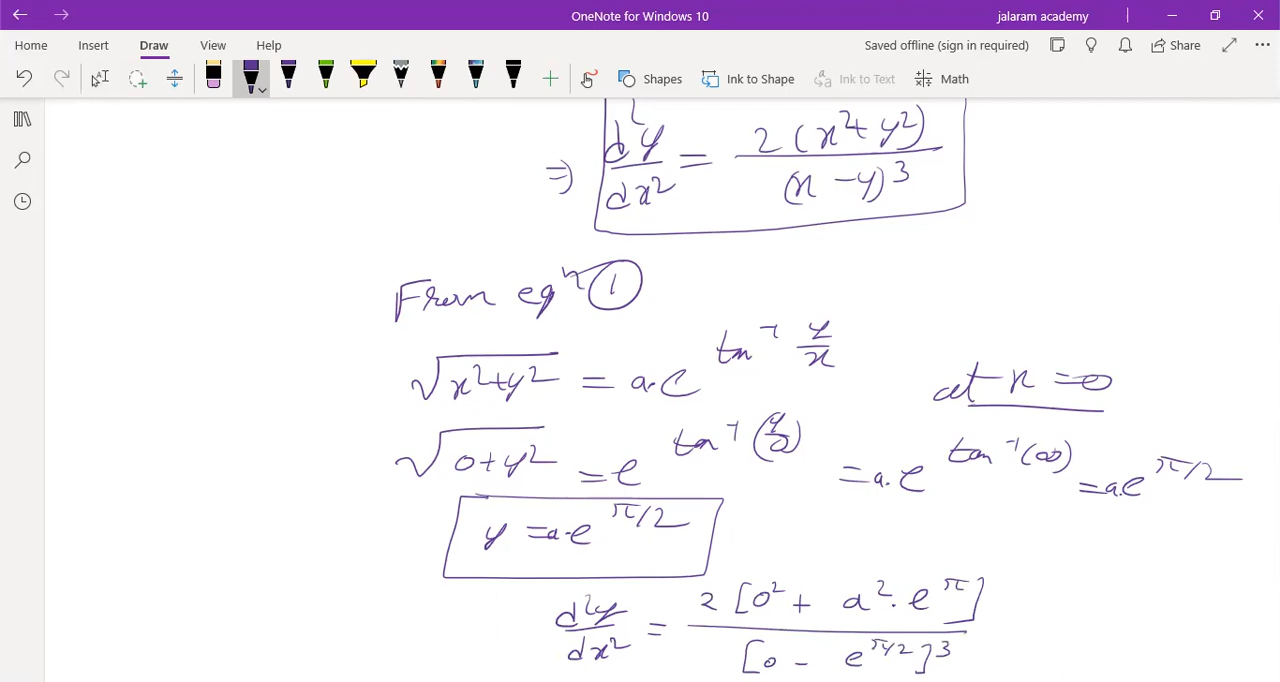 OneNote for Windows 10
jalaram academy
Home Insert Draw View Help
Saved offline (sign in required) Share
Shapes Ink to Shape Ink to Text Math
⇒ d²y/dx² = 2(x²+y²)/(x-y)³
From eqⁿ ①
√(x²+y²) = a·e^(tan⁻¹ y/x)
at x = 0
√(0+y²) = e^(tan⁻¹(y/0)) = a·e^(tan⁻¹(∞)) = a·e^(π/2)
y = a·e^(π/2)
d²y/dx² = 2[0² + a²·e^π]/[0 - e^(π/2)]³